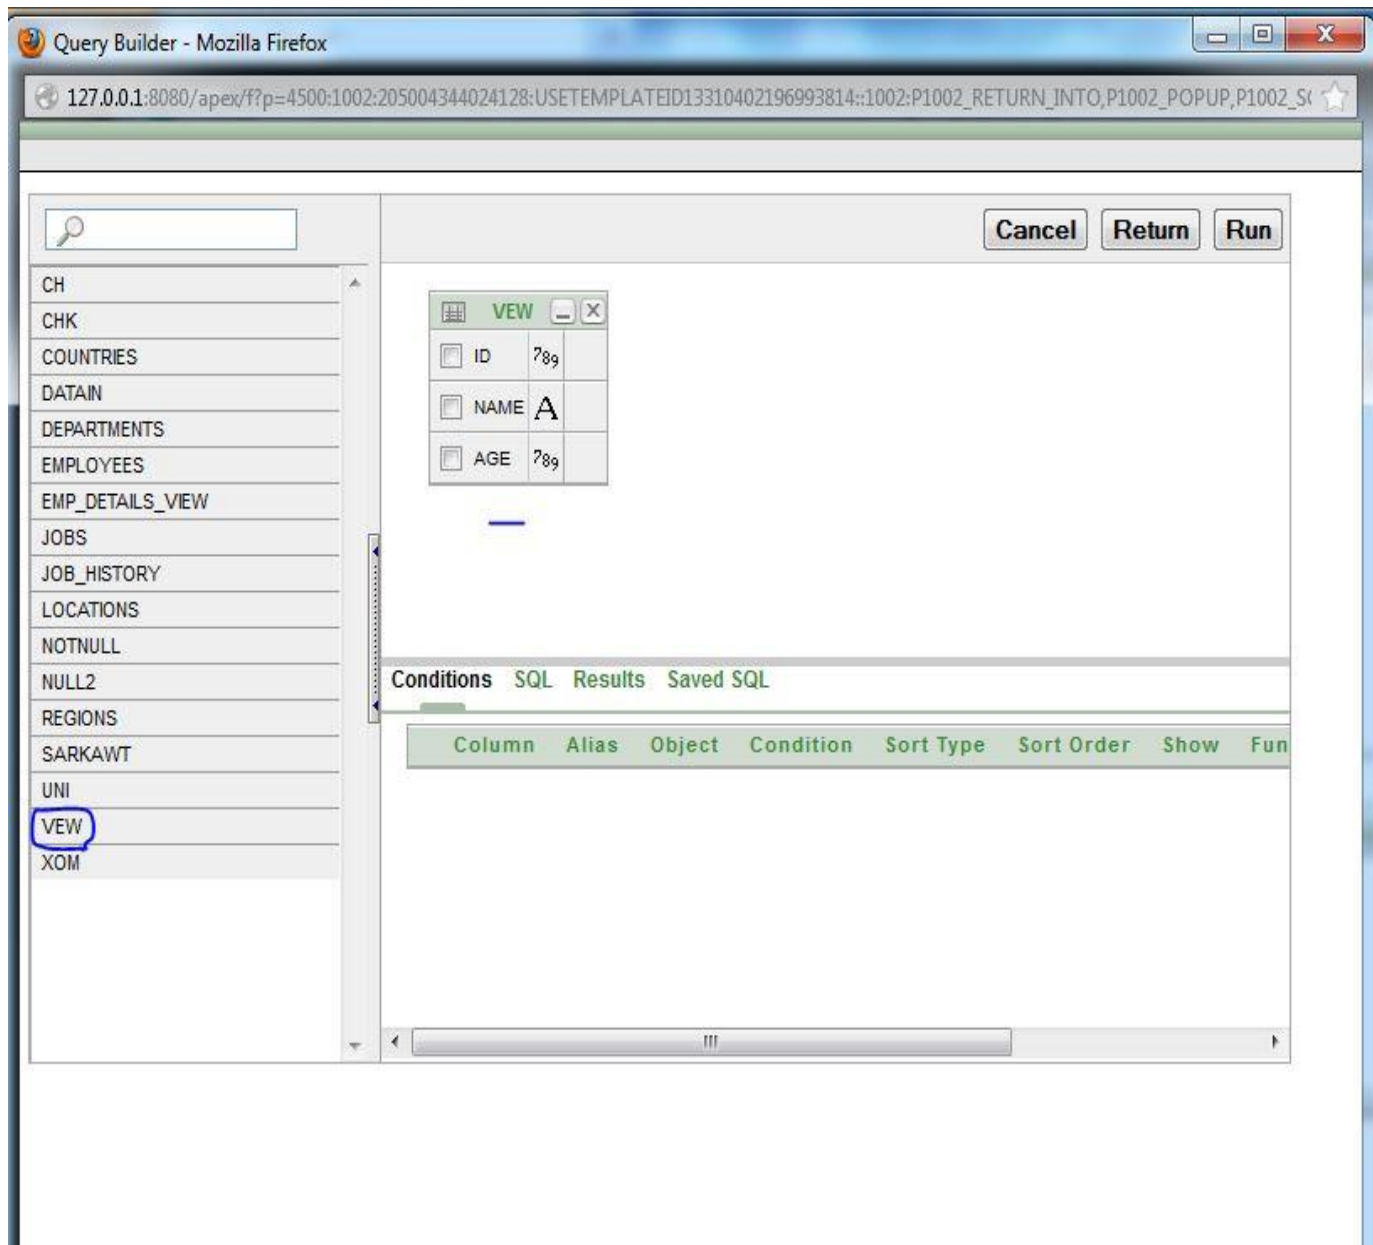 Query Builder - Mozilla Firefox
127.0.0.1:8080/apex/f?p=4500:1002:205004344024128:USETEMPLATEID13310402196993814::1002:P1002_RETURN_INTO,P1002_POPUP,P1002_S(
Cancel Return Run
CH
CHK
COUNTRIES
DATAIN
DEPARTMENTS
EMPLOYEES
EMP_DETAILS_VIEW
JOBS
JOB_HISTORY
LOCATIONS
NOTNULL
NULL2
REGIONS
SARKAWT
UNI
VEW
XOM
VEW
ID 789
NAME A
AGE 789
Conditions SQL Results Saved SQL
Column Alias Object Condition Sort Type Sort Order Show Fun